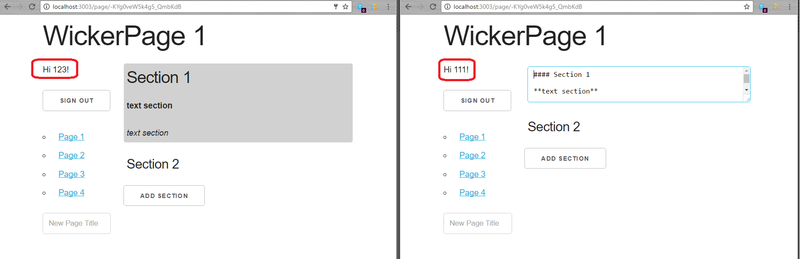 localhost:3003/page/-KYg0veW5k4g5_QmbKdB
WickerPage 1
Hi 123!
SIGN OUT
Page 1
Page 2
Page 3
Page 4
New Page Title
Section 1
text section
text section
Section 2
ADD SECTION
localhost:3003/page/-KYg0veW5k4g5_QmbKdB
WickerPage 1
Hi 111!
SIGN OUT
Page 1
Page 2
Page 3
Page 4
New Page Title
#### Section 1
**text section**
Section 2
ADD SECTION